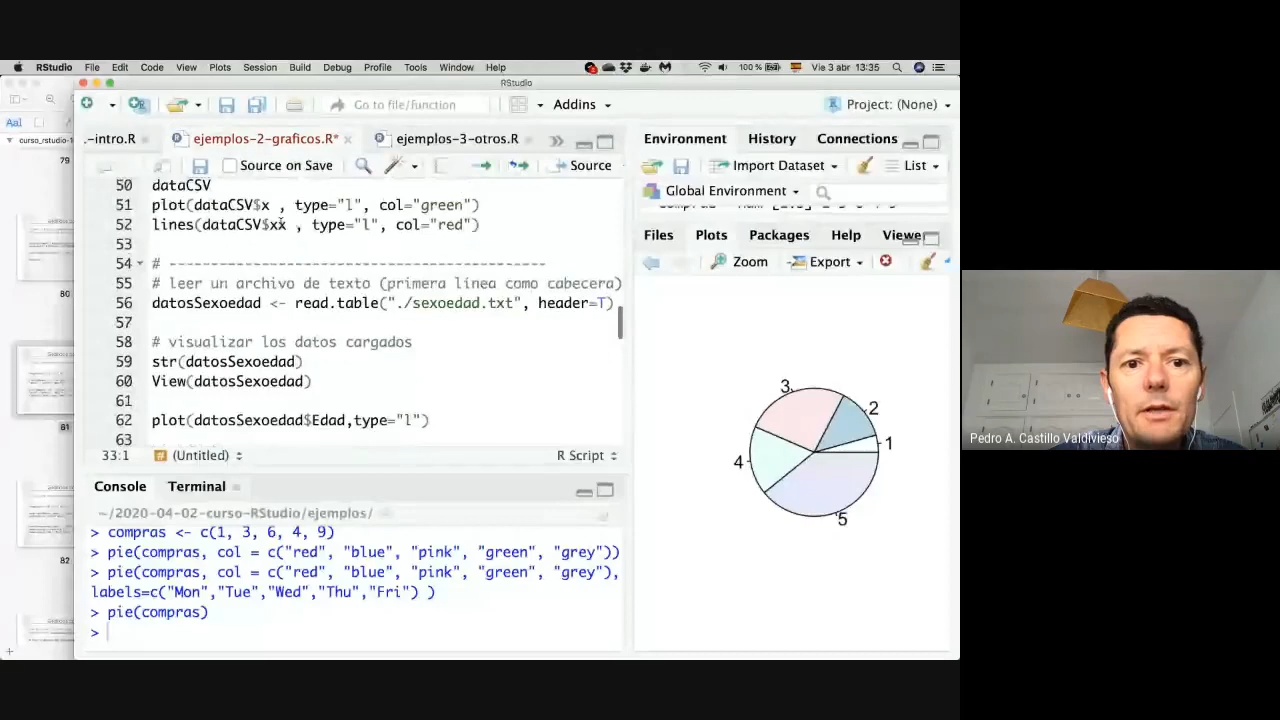 RStudio File Edit Code View Plots Session Build Debug Profile Tools Window Help 100 % Vie 3 abr 13:35
RStudio
Go to file/function Addins Project: (None)
-intro.R ejemplos-2-graficos.R* ejemplos-3-otros.R
Source on Save Source
50 dataCSV
51 plot(dataCSV$x , type="l", col="green")
52 lines(dataCSV$xx , type="l", col="red")
53
54 # ----------------------------------------------
55 # leer un archivo de texto (primera línea como cabecera)
56 datosSexoedad <- read.table("./sexoedad.txt", header=T)
57
58 # visualizar los datos cargados
59 str(datosSexoedad)
60 View(datosSexoedad)
61
62 plot(datosSexoedad$Edad,type="l")
63
33:1 (Untitled) R Script
Console Terminal
~/2020-04-02-curso-RStudio/ejemplos/
> compras <- c(1, 3, 6, 4, 9)
> pie(compras, col = c("red", "blue", "pink", "green", "grey"))
> pie(compras, col = c("red", "blue", "pink", "green", "grey"),
labels=c("Mon","Tue","Wed","Thu","Fri") )
> pie(compras)
>
Environment History Connections
Import Dataset List
Global Environment
Files Plots Packages Help Viewe
Zoom Export
3
2
1
4
5
Aa
curso_rstudio-1
79
80
81
82
Pedro A. Castillo Valdivieso